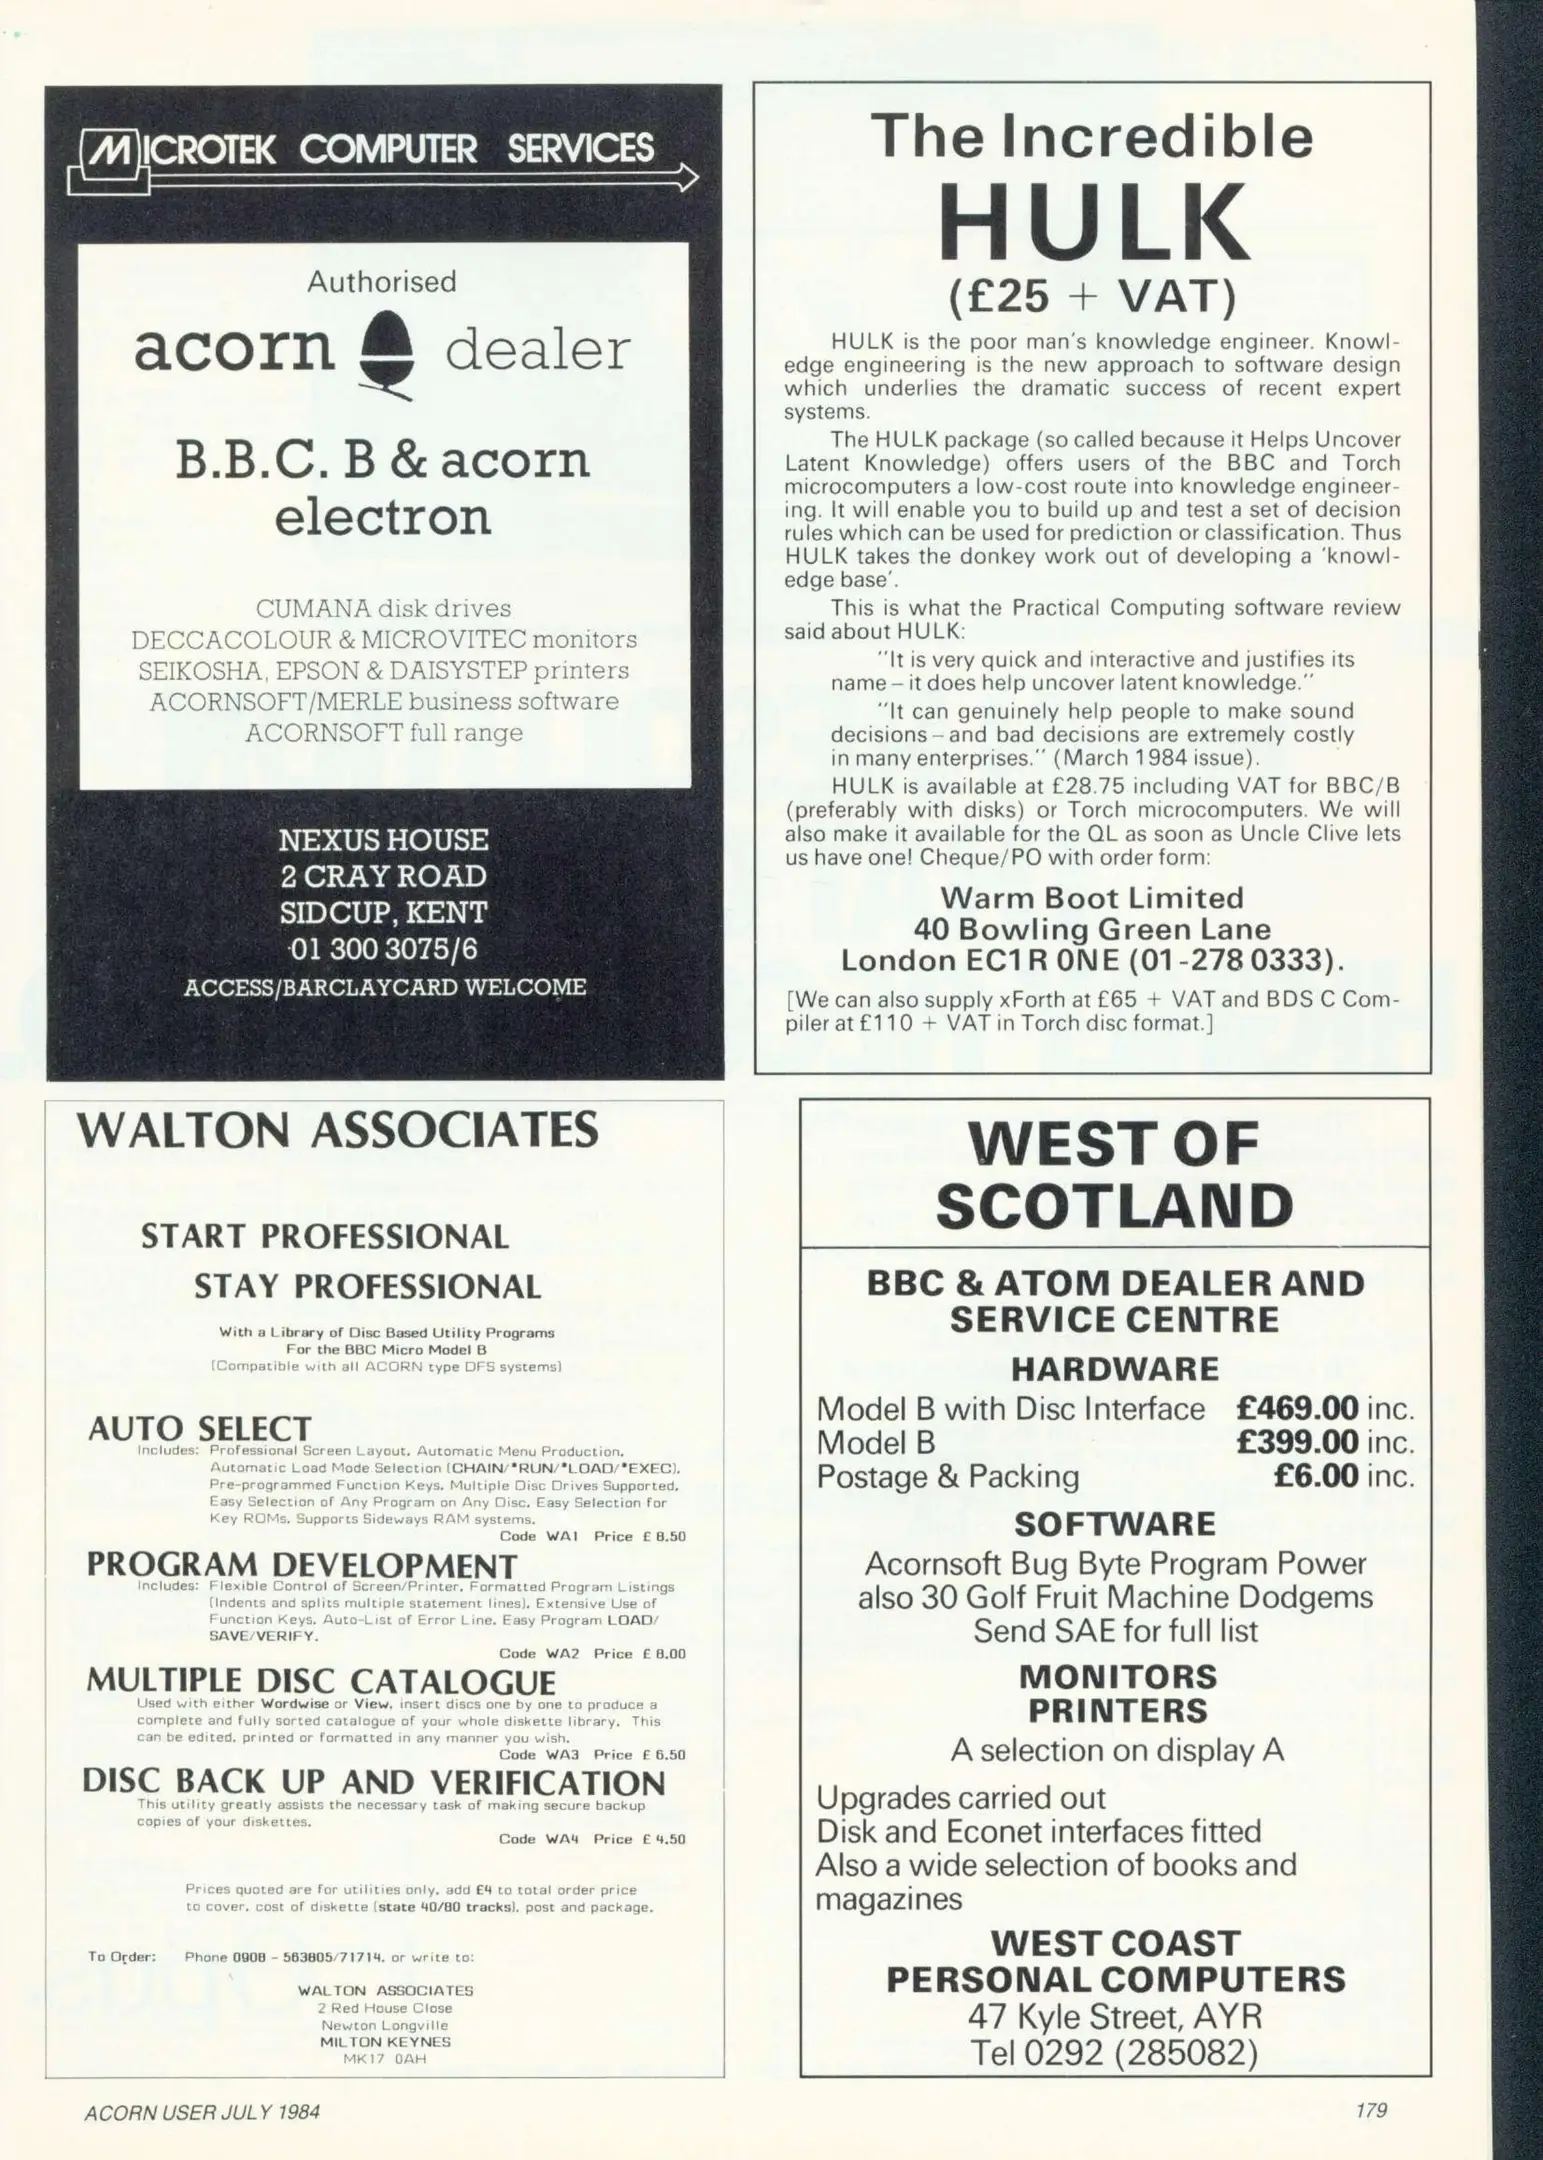 MICROTEK COMPUTER SERVICES
Authorised
acorn dealer
B.B.C. B & acorn
electron
CUMANA disk drives
DECCACOLOUR & MICROVITEC monitors
SEIKOSHA, EPSON & DAISYSTEP printers
ACORNSOFT/MERLE business software
ACORNSOFT full range
NEXUS HOUSE
2 CRAY ROAD
SIDCUP, KENT
01 300 3075/6
ACCESS/BARCLAYCARD WELCOME
The Incredible
HULK
(£25 + VAT)
HULK is the poor man's knowledge engineer. Knowl-
edge engineering is the new approach to software design
which underlies the dramatic success of recent expert
systems.
The HULK package (so called because it Helps Uncover
Latent Knowledge) offers users of the BBC and Torch
microcomputers a low-cost route into knowledge engineer-
ing. It will enable you to build up and test a set of decision
rules which can be used for prediction or classification. Thus
HULK takes the donkey work out of developing a 'knowl-
edge base'.
This is what the Practical Computing software review
said about HULK:
"It is very quick and interactive and justifies its
name – it does help uncover latent knowledge."
"It can genuinely help people to make sound
decisions – and bad decisions are extremely costly
in many enterprises." (March 1984 issue).
HULK is available at £28.75 including VAT for BBC/B
(preferably with disks) or Torch microcomputers. We will
also make it available for the QL as soon as Uncle Clive lets
us have one! Cheque/PO with order form:
Warm Boot Limited
40 Bowling Green Lane
London EC1R 0NE (01-278 0333).
[We can also supply xForth at £65 + VAT and BDS C Com-
piler at £110 + VAT in Torch disc format.]
WALTON ASSOCIATES
START PROFESSIONAL
STAY PROFESSIONAL
With a Library of Disc Based Utility Programs
For the BBC Micro Model B
(Compatible with all ACORN type DFS systems)
AUTO SELECT
Includes: Professional Screen Layout, Automatic Menu Production,
Automatic Load Mode Selection (CHAIN/*RUN/*LOAD/*EXEC),
Pre-programmed Function Keys, Multiple Disc Drives Supported,
Easy Selection of Any Program on Any Disc, Easy Selection for
Key ROMs, Supports Sideways RAM systems.
Code WA1 Price £ 8.50
PROGRAM DEVELOPMENT
Includes: Flexible Control of Screen/Printer, Formatted Program Listings
(Indents and splits multiple statement lines), Extensive Use of
Function Keys, Auto-List of Error Line, Easy Program LOAD/
SAVE/VERIFY.
Code WA2 Price £ 8.00
MULTIPLE DISC CATALOGUE
Used with either Wordwise or View, insert discs one by one to produce a
complete and fully sorted catalogue of your whole diskette library. This
can be edited, printed or formatted in any manner you wish.
Code WA3 Price £ 6.50
DISC BACK UP AND VERIFICATION
This utility greatly assists the necessary task of making secure backup
copies of your diskettes.
Code WA4 Price £ 4.50
Prices quoted are for utilities only, add £4 to total order price
to cover, cost of diskette (state 40/80 tracks), post and package.
To Order: Phone 0908 - 563805/71714, or write to:
WALTON ASSOCIATES
2 Red House Close
Newton Longville
MILTON KEYNES
MK17 0AH
WEST OF
SCOTLAND
BBC & ATOM DEALER AND
SERVICE CENTRE
HARDWARE
Model B with Disc Interface £469.00 inc.
Model B £399.00 inc.
Postage & Packing £6.00 inc.
SOFTWARE
Acornsoft Bug Byte Program Power
also 30 Golf Fruit Machine Dodgems
Send SAE for full list
MONITORS
PRINTERS
A selection on display A
Upgrades carried out
Disk and Econet interfaces fitted
Also a wide selection of books and
magazines
WEST COAST
PERSONAL COMPUTERS
47 Kyle Street, AYR
Tel 0292 (285082)
ACORN USER JULY 1984
179